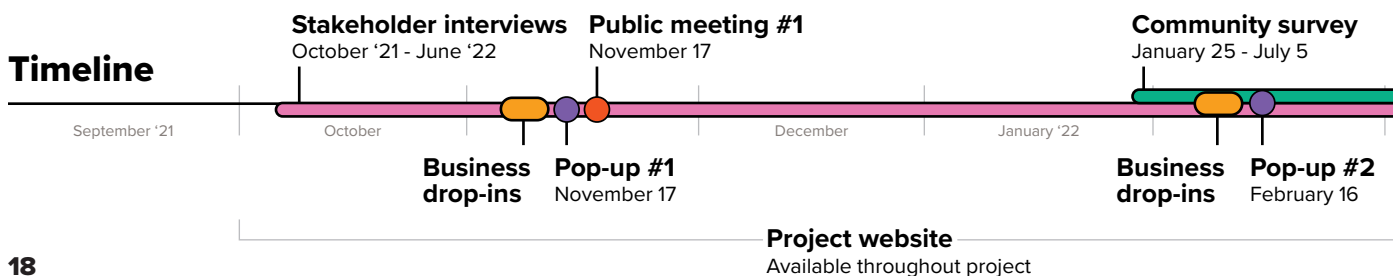 Stakeholder interviews
October ‘21 - June ‘22
Public meeting #1
November 17
Community survey
January 25 - July 5
Timeline
September ‘21
October
December
January ‘22
Business
drop-ins
Pop-up #1
November 17
Business
drop-ins
Pop-up #2
February 16
Project website
Available throughout project
18